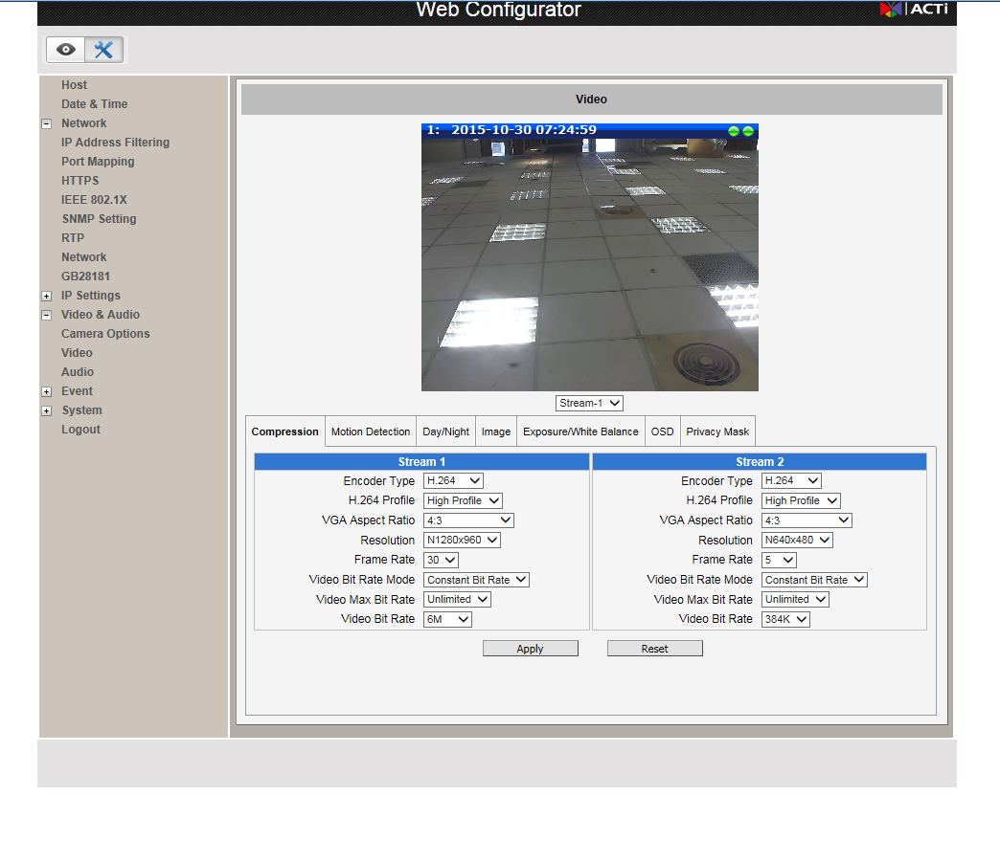 Web Configurator
ACTi
Host
Date & Time
Network
IP Address Filtering
Port Mapping
HTTPS
IEEE 802.1X
SNMP Setting
RTP
Network
GB28181
IP Settings
Video & Audio
Camera Options
Video
Audio
Event
System
Logout
Video
1: 2015-10-30 07:24:59
Stream-1
Compression Motion Detection Day/Night Image Exposure/White Balance OSD Privacy Mask
Stream 1
Encoder Type H.264
H.264 Profile High Profile
VGA Aspect Ratio 4:3
Resolution N1280x960
Frame Rate 30
Video Bit Rate Mode Constant Bit Rate
Video Max Bit Rate Unlimited
Video Bit Rate 6M
Stream 2
Encoder Type H.264
H.264 Profile High Profile
VGA Aspect Ratio 4:3
Resolution N640x480
Frame Rate 5
Video Bit Rate Mode Constant Bit Rate
Video Max Bit Rate Unlimited
Video Bit Rate 384K
Apply Reset